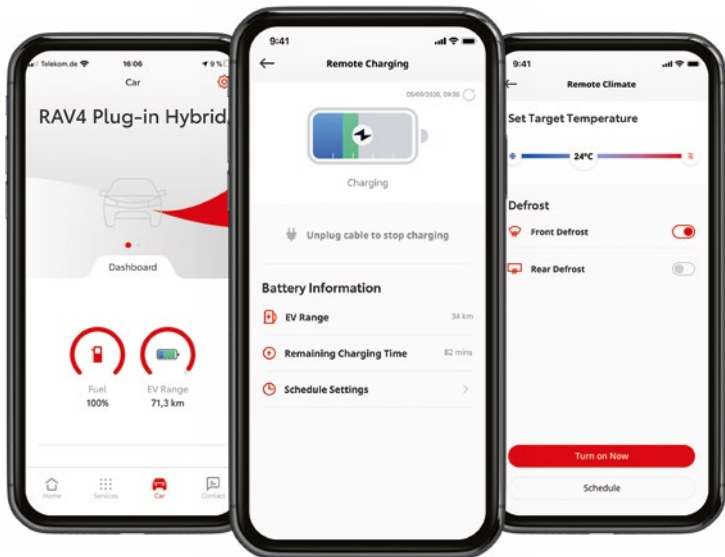 Telekom.de
16:06
9 %
Car
RAV4 Plug-in Hybrid
Dashboard
Fuel
100%
EV Range
71,3 km
Home
Services
Car
Contact
9:41
Remote Charging
05/05/2020, 09:36
Charging
Unplug cable to stop charging
Battery Information
EV Range
34 km
Remaining Charging Time
82 mins
Schedule Settings
9:41
Remote Climate
Set Target Temperature
24°C
Defrost
Front Defrost
Rear Defrost
Turn on Now
Schedule